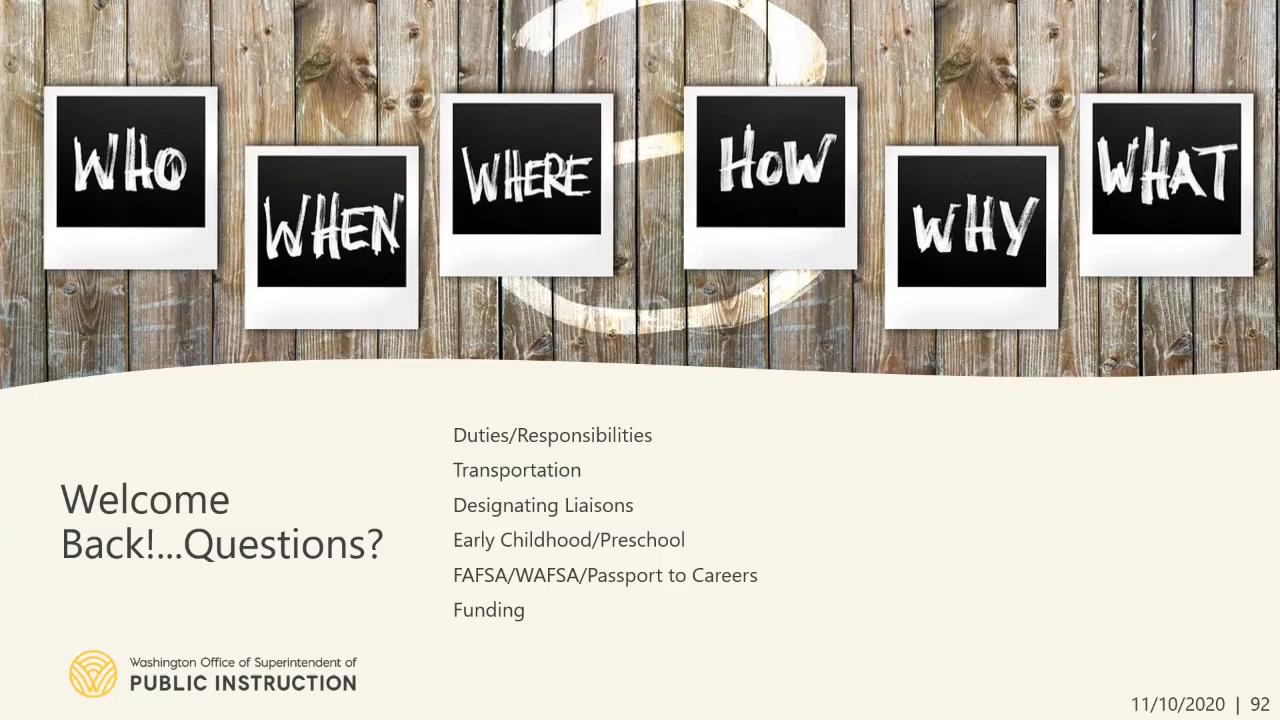 WHO
WHEN
WHERE
HOW
WHY
WHAT
Welcome
Back!...Questions?
Duties/Responsibilities
Transportation
Designating Liaisons
Early Childhood/Preschool
FAFSA/WAFSA/Passport to Careers
Funding
Washington Office of Superintendent of
PUBLIC INSTRUCTION
11/10/2020 | 92